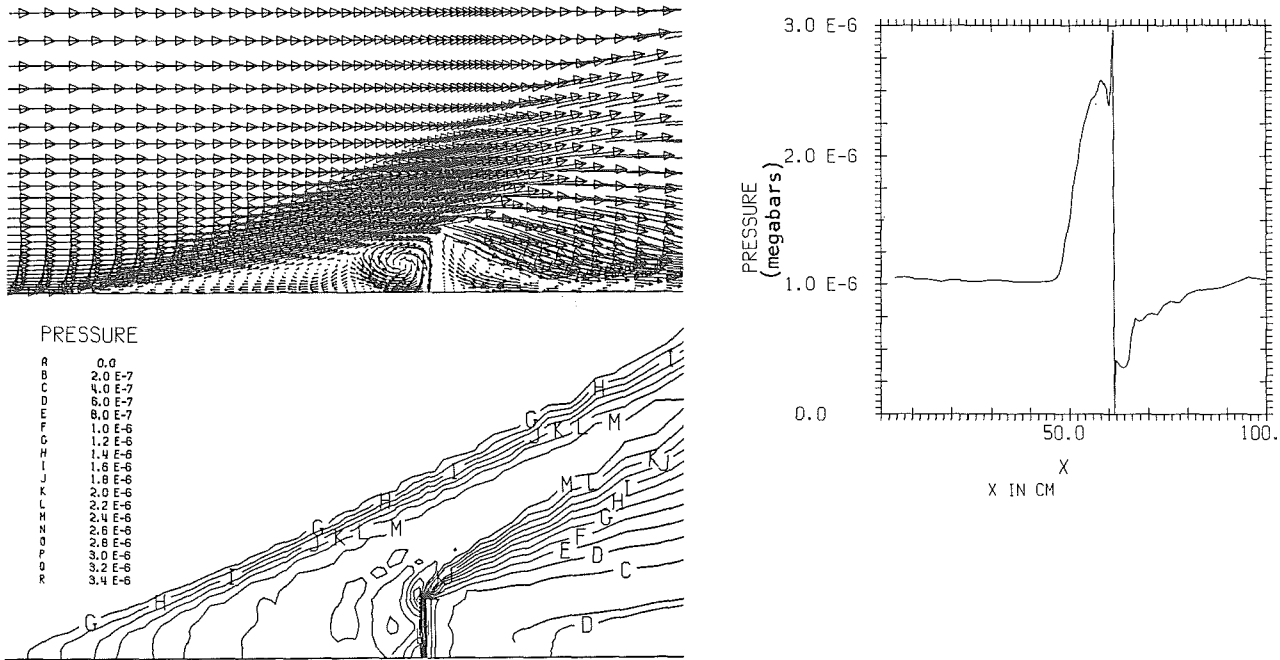 PRESSURE
A 0.0
B 2.0 E-7
C 4.0 E-7
D 6.0 E-7
E 8.0 E-7
F 1.0 E-6
G 1.2 E-6
H 1.4 E-6
I 1.6 E-6
J 1.8 E-6
K 2.0 E-6
L 2.2 E-6
M 2.4 E-6
N 2.6 E-6
O 2.8 E-6
P 3.0 E-6
Q 3.2 E-6
R 3.4 E-6
I
H
G
J K L M
I
H
G
J K L M
I
H
G
K J
M L
I
H
G
F
E D
C
D
K J
3.0 E-6
2.0 E-6
PRESSURE
(megabars)
1.0 E-6
0.0
50.0 100.
X
X IN CM